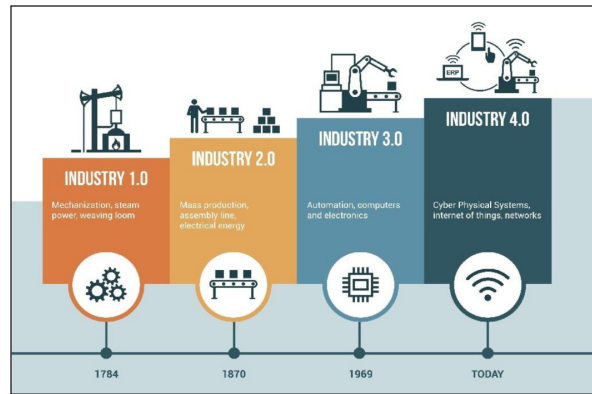 ERP
INDUSTRY 1.0
Mechanization, steam
power, weaving loom
INDUSTRY 2.0
Mass production,
assembly line,
electrical energy
INDUSTRY 3.0
Automation, computers
and electronics
INDUSTRY 4.0
Cyber Physical Systems,
internet of things, networks
1784
1870
1969
TODAY